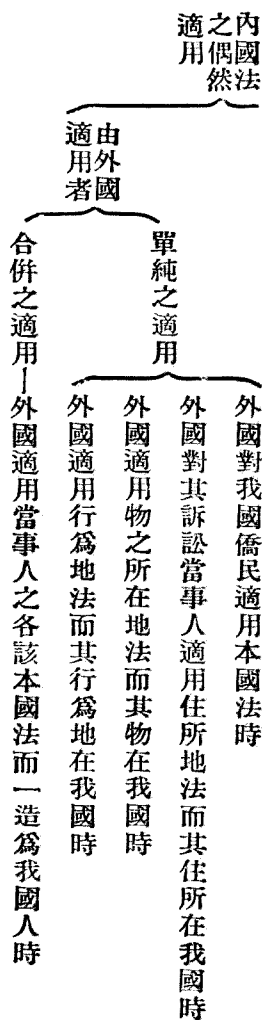 內國法
之偶然
適用
由外國
適用者
單純之適用
外國對我國僑民適用本國法時
外國對其訴訟當事人適用住所地法而其住所在我國時
外國適用物之所在地法而其物在我國時
外國適用行爲地法而其行爲地在我國時
合併之適用—外國適用當事人之各該本國法而一造爲我國人時